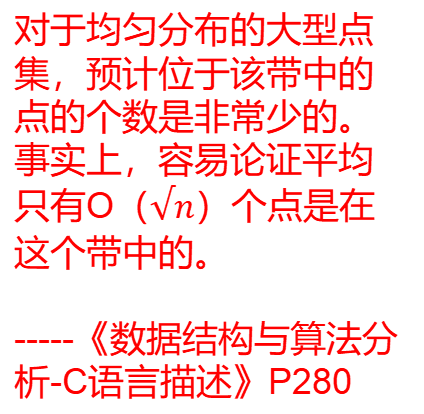 对于均匀分布的大型点
集，预计位于该带中的
点的个数是非常少的。
事实上，容易论证平均
只有O（√n）个点是在
这个带中的。
-----《数据结构与算法分
析-C语言描述》P280